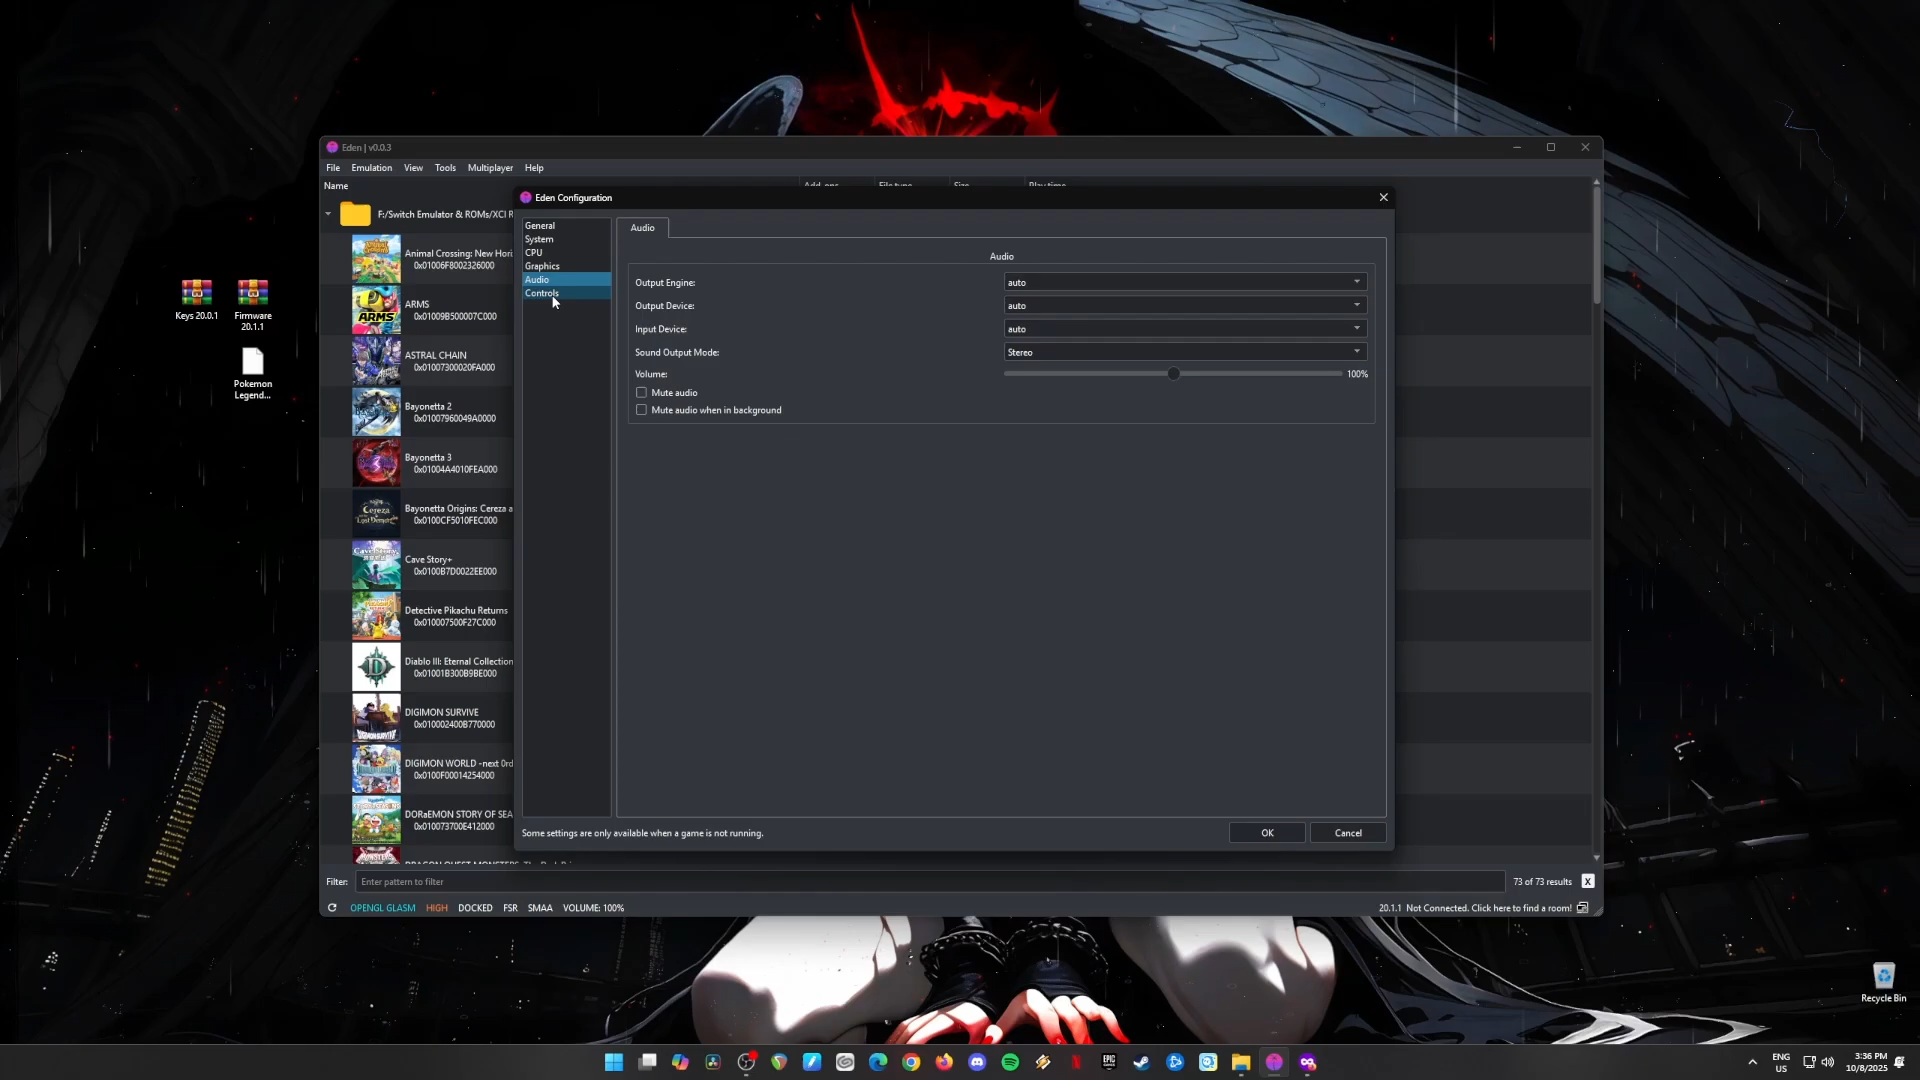 Eden | v0.0.3
File Emulation View Tools Multiplayer Help
Name Add-ons File type Size Play time
F:/Switch Emulator & ROMs/XCI R
Animal Crossing: New Hori
0x01006F8002326000
ARMS
0x01009B500007C000
ASTRAL CHAIN
0x01007300020FA000
Bayonetta 2
0x01007960049A0000
Bayonetta 3
0x01004A4010FEA000
Bayonetta Origins: Cereza a
0x0100CF5010FEC000
Cave Story+
0x0100B7D0022EE000
Detective Pikachu Returns
0x010007500F27C000
Diablo III: Eternal Collection
0x01001B300B9BE000
DIGIMON SURVIVE
0x010002400B770000
DIGIMON WORLD -next 0rd
0x0100F00014254000
DORaEMON STORY OF SEA
0x010073700E412000
Eden Configuration
General
System
CPU
Graphics
Audio
Controls
Audio
Audio
Output Engine: auto
Output Device: auto
Input Device: auto
Sound Output Mode: Stereo
Volume: 100%
Mute audio
Mute audio when in background
Some settings are only available when a game is not running.
OK Cancel
Filter: Enter pattern to filter 73 of 73 results X
OPENGL GLASM HIGH DOCKED FSR SMAA VOLUME: 100% 20.1.1 Not Connected. Click here to find a room!
Keys 20.0.1
Firmware
20.1.1
Pokemon
Legend...
Recycle Bin
ENG
US
3:36 PM
10/8/2025